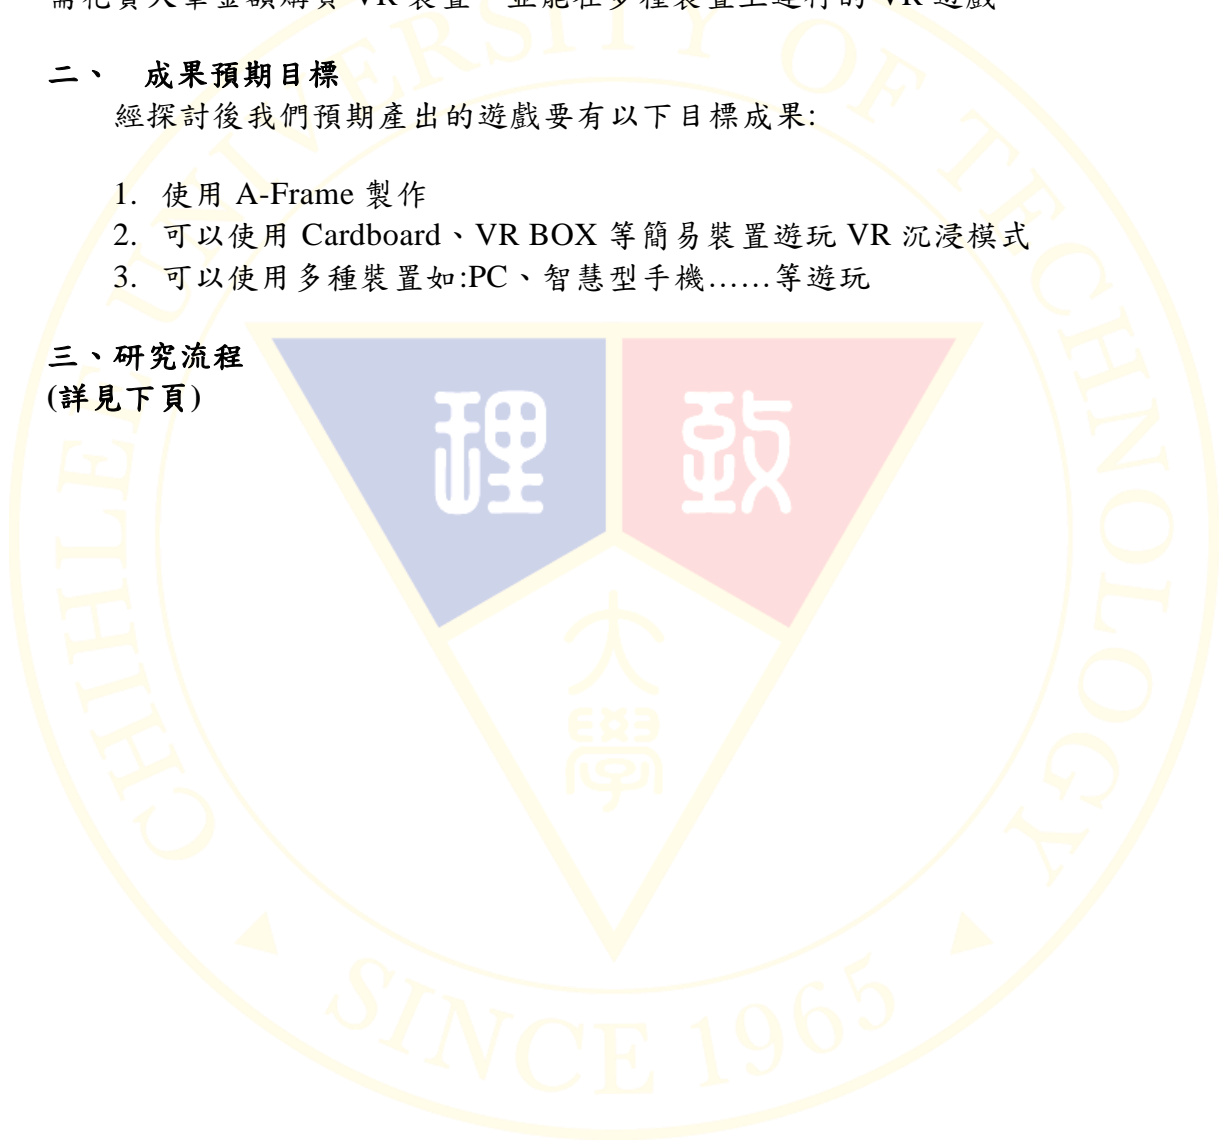 二、 成果預期目標
經探討後我們預期產出的遊戲要有以下目標成果:
1. 使用 A-Frame 製作
2. 可以使用 Cardboard、VR BOX 等簡易裝置遊玩 VR 沉浸模式
3. 可以使用多種裝置如:PC、智慧型手機……等遊玩
三、研究流程
(詳見下頁)
理 致
大
學
CHIHLEE UNIVERSITY OF TECHNOLOGY
SINCE 1965